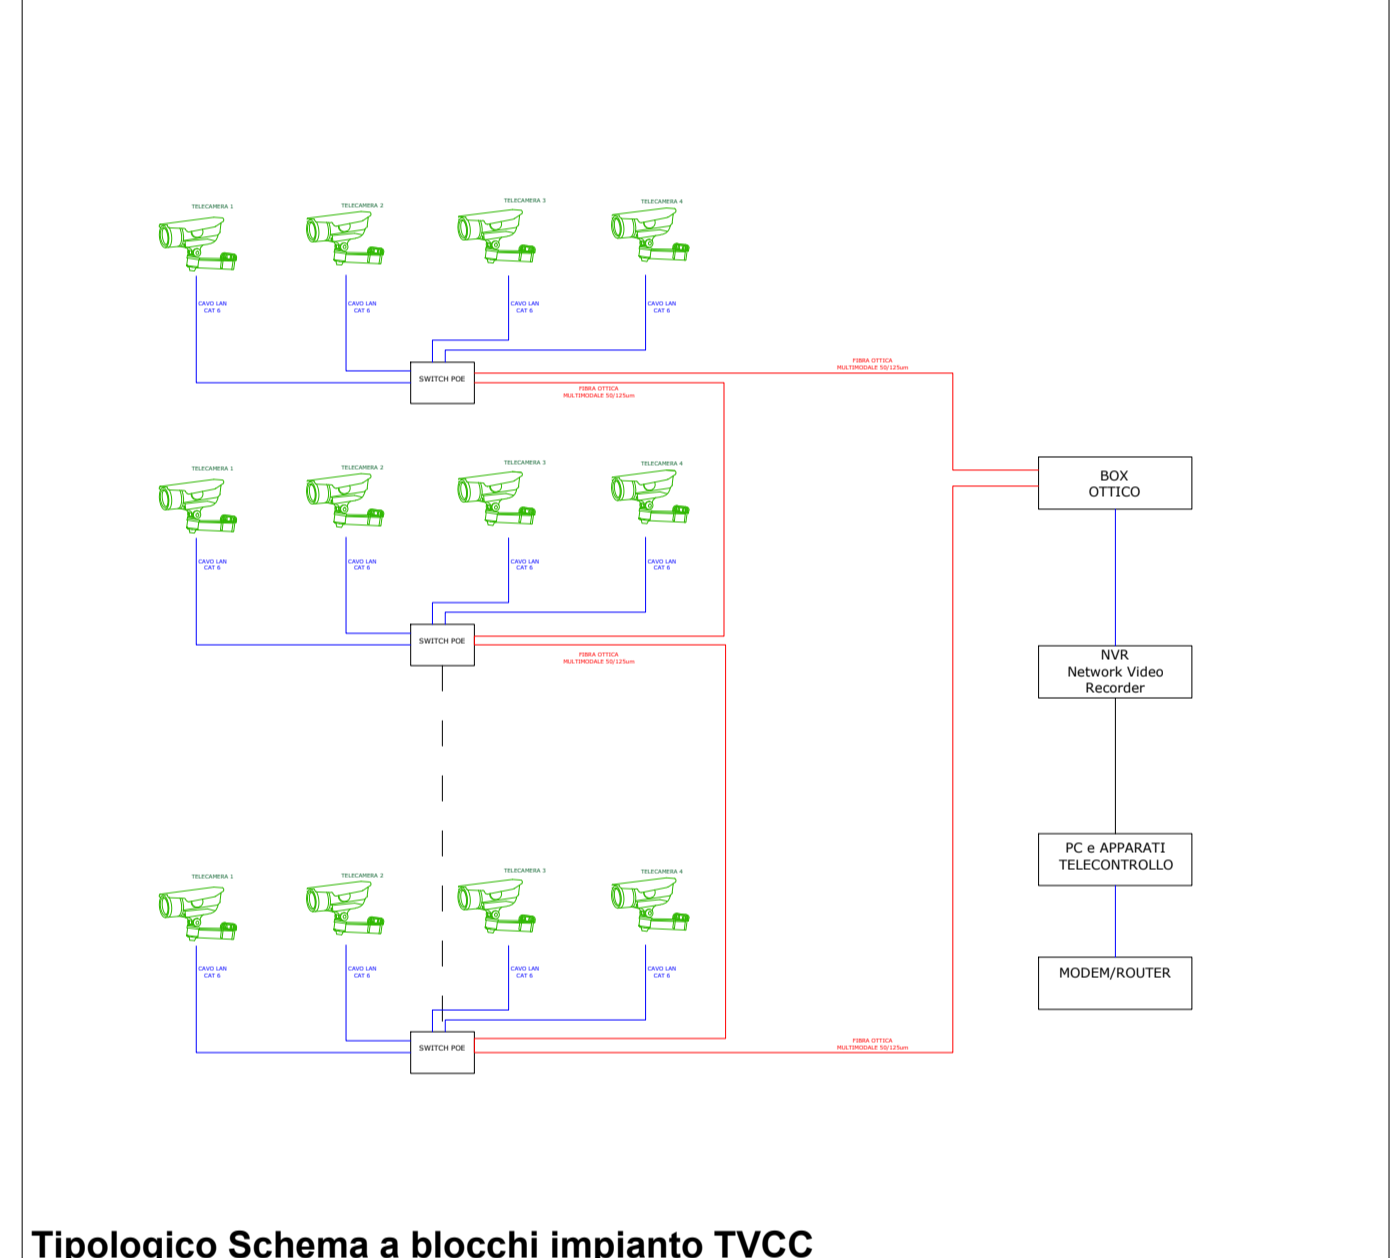 TELECAMERA 1
TELECAMERA 2
TELECAMERA 3
TELECAMERA 4
CAVO LAN
CAT 6
CAVO LAN
CAT 6
CAVO LAN
CAT 6
CAVO LAN
CAT 6
SWITCH POE
FIBRA OTTICA
MULTIMODALE 50/125um
FIBRA OTTICA
MULTIMODALE 50/125um
TELECAMERA 1
TELECAMERA 2
TELECAMERA 3
TELECAMERA 4
BOX
OTTICO
CAVO LAN
CAT 6
CAVO LAN
CAT 6
CAVO LAN
CAT 6
CAVO LAN
CAT 6
SWITCH POE
FIBRA OTTICA
MULTIMODALE 50/125um
NVR
Network Video
Recorder
PC e APPARATI
TELECONTROLLO
TELECAMERA 1
TELECAMERA 2
TELECAMERA 3
TELECAMERA 4
CAVO LAN
CAT 6
CAVO LAN
CAT 6
CAVO LAN
CAT 6
CAVO LAN
CAT 6
MODEM/ROUTER
SWITCH POE
FIBRA OTTICA
MULTIMODALE 50/125um
Tipologico Schema a blocchi impianto TVCC